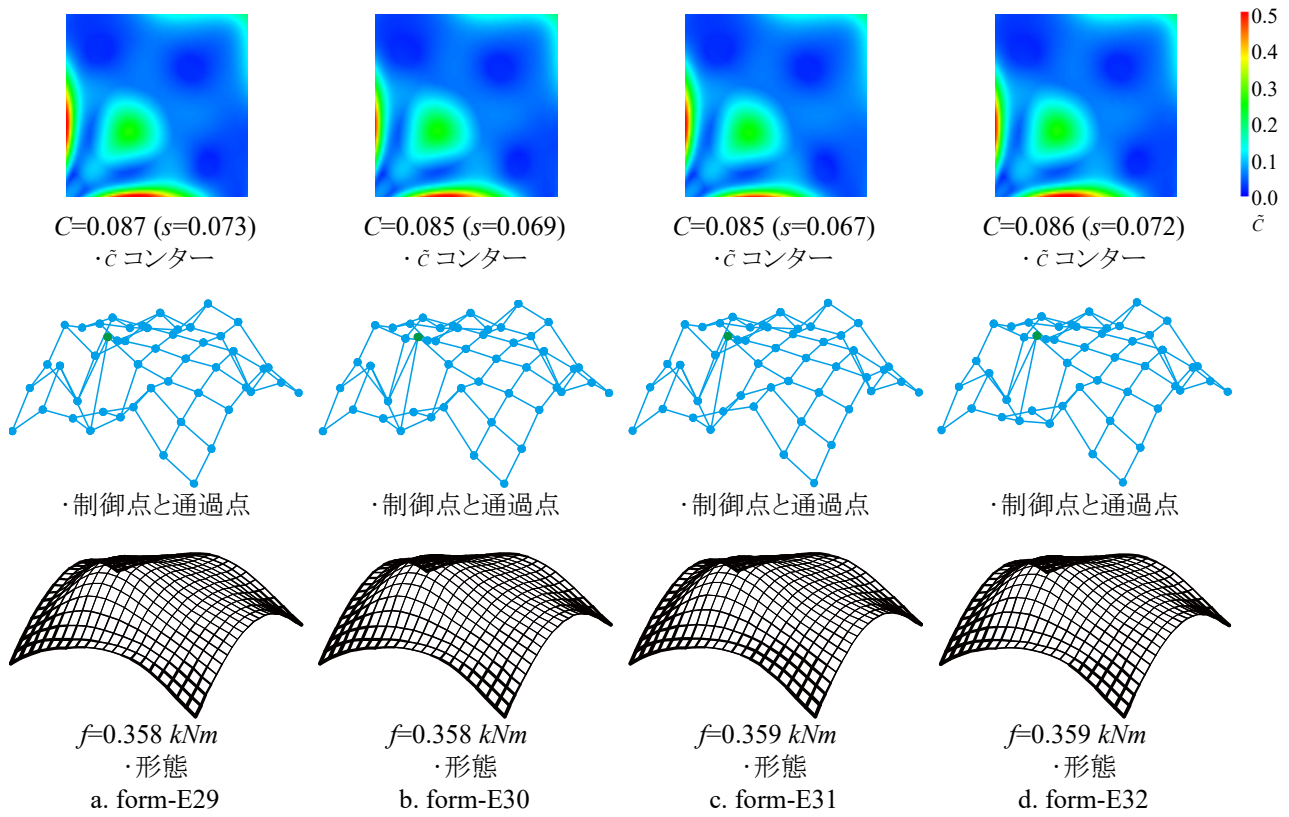 0.5
0.4
0.3
0.2
0.1
0.0
c̃
C=0.087 (s=0.073)
C=0.085 (s=0.069)
C=0.085 (s=0.067)
C=0.086 (s=0.072)
・c̃ コンター
・c̃ コンター
・c̃ コンター
・c̃ コンター
・制御点と通過点
・制御点と通過点
・制御点と通過点
・制御点と通過点
f=0.358 kNm
f=0.358 kNm
f=0.359 kNm
f=0.359 kNm
・形態
・形態
・形態
・形態
a. form-E29
b. form-E30
c. form-E31
d. form-E32